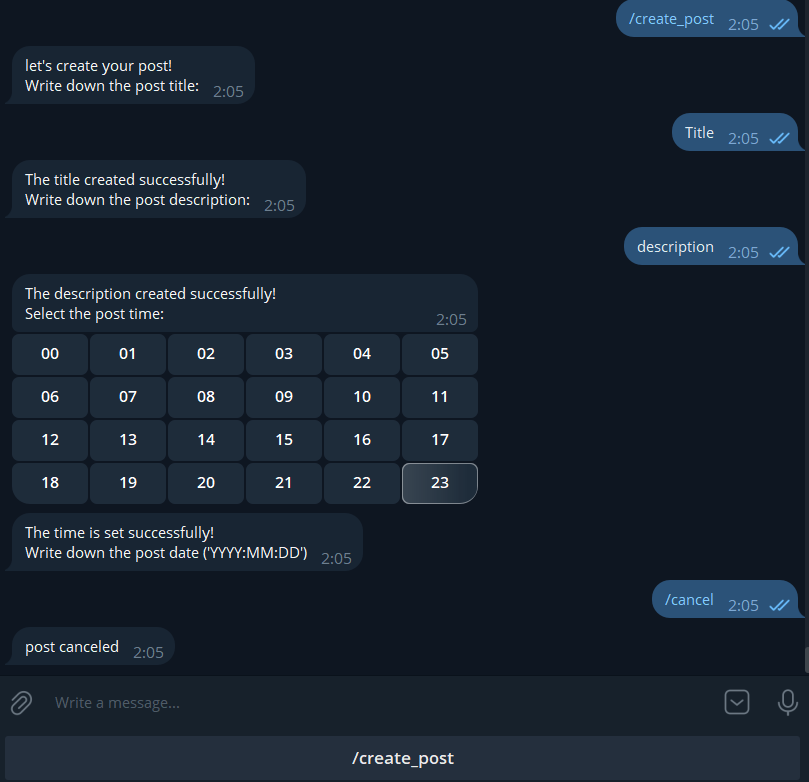 /create_post 2:05
let's create your post!
Write down the post title: 2:05
Title 2:05
The title created successfully!
Write down the post description: 2:05
description 2:05
The description created successfully!
Select the post time: 2:05
00 01 02 03 04 05
06 07 08 09 10 11
12 13 14 15 16 17
18 19 20 21 22 23
The time is set successfully!
Write down the post date ('YYYY:MM:DD') 2:05
/cancel 2:05
post canceled 2:05
Write a message...
/create_post